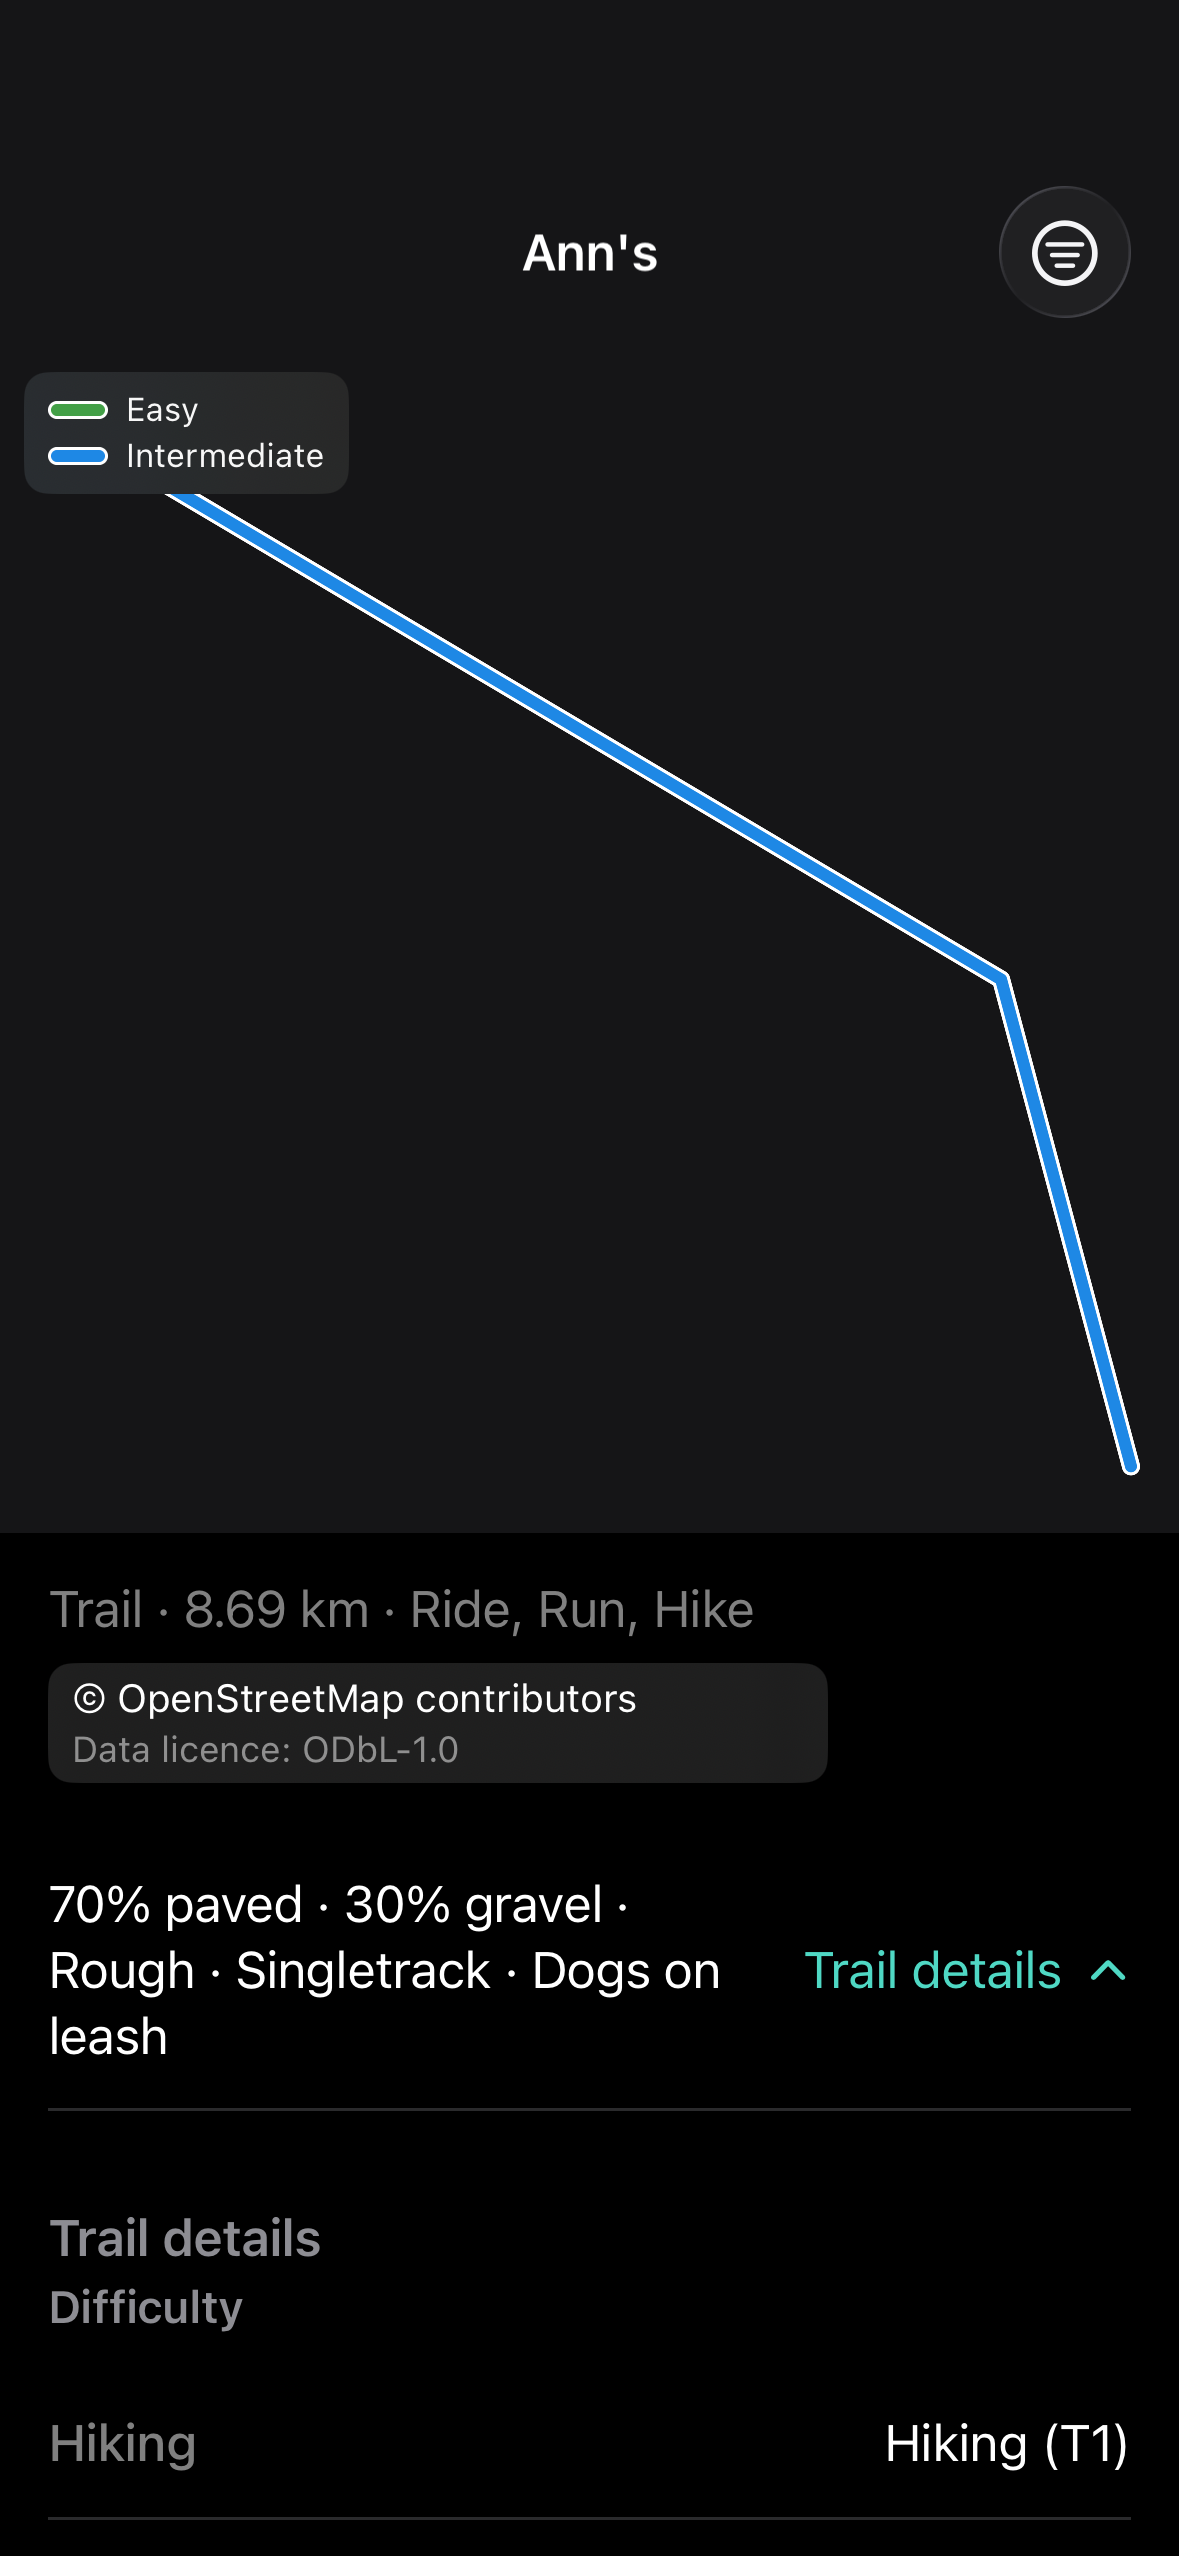 Ann's
Easy
Intermediate
Trail · 8.69 km · Ride, Run, Hike
© OpenStreetMap contributors
Data licence: ODbL-1.0
70% paved · 30% gravel ·
Rough · Singletrack · Dogs on
leash
Trail details
Trail details
Difficulty
Hiking
Hiking (T1)